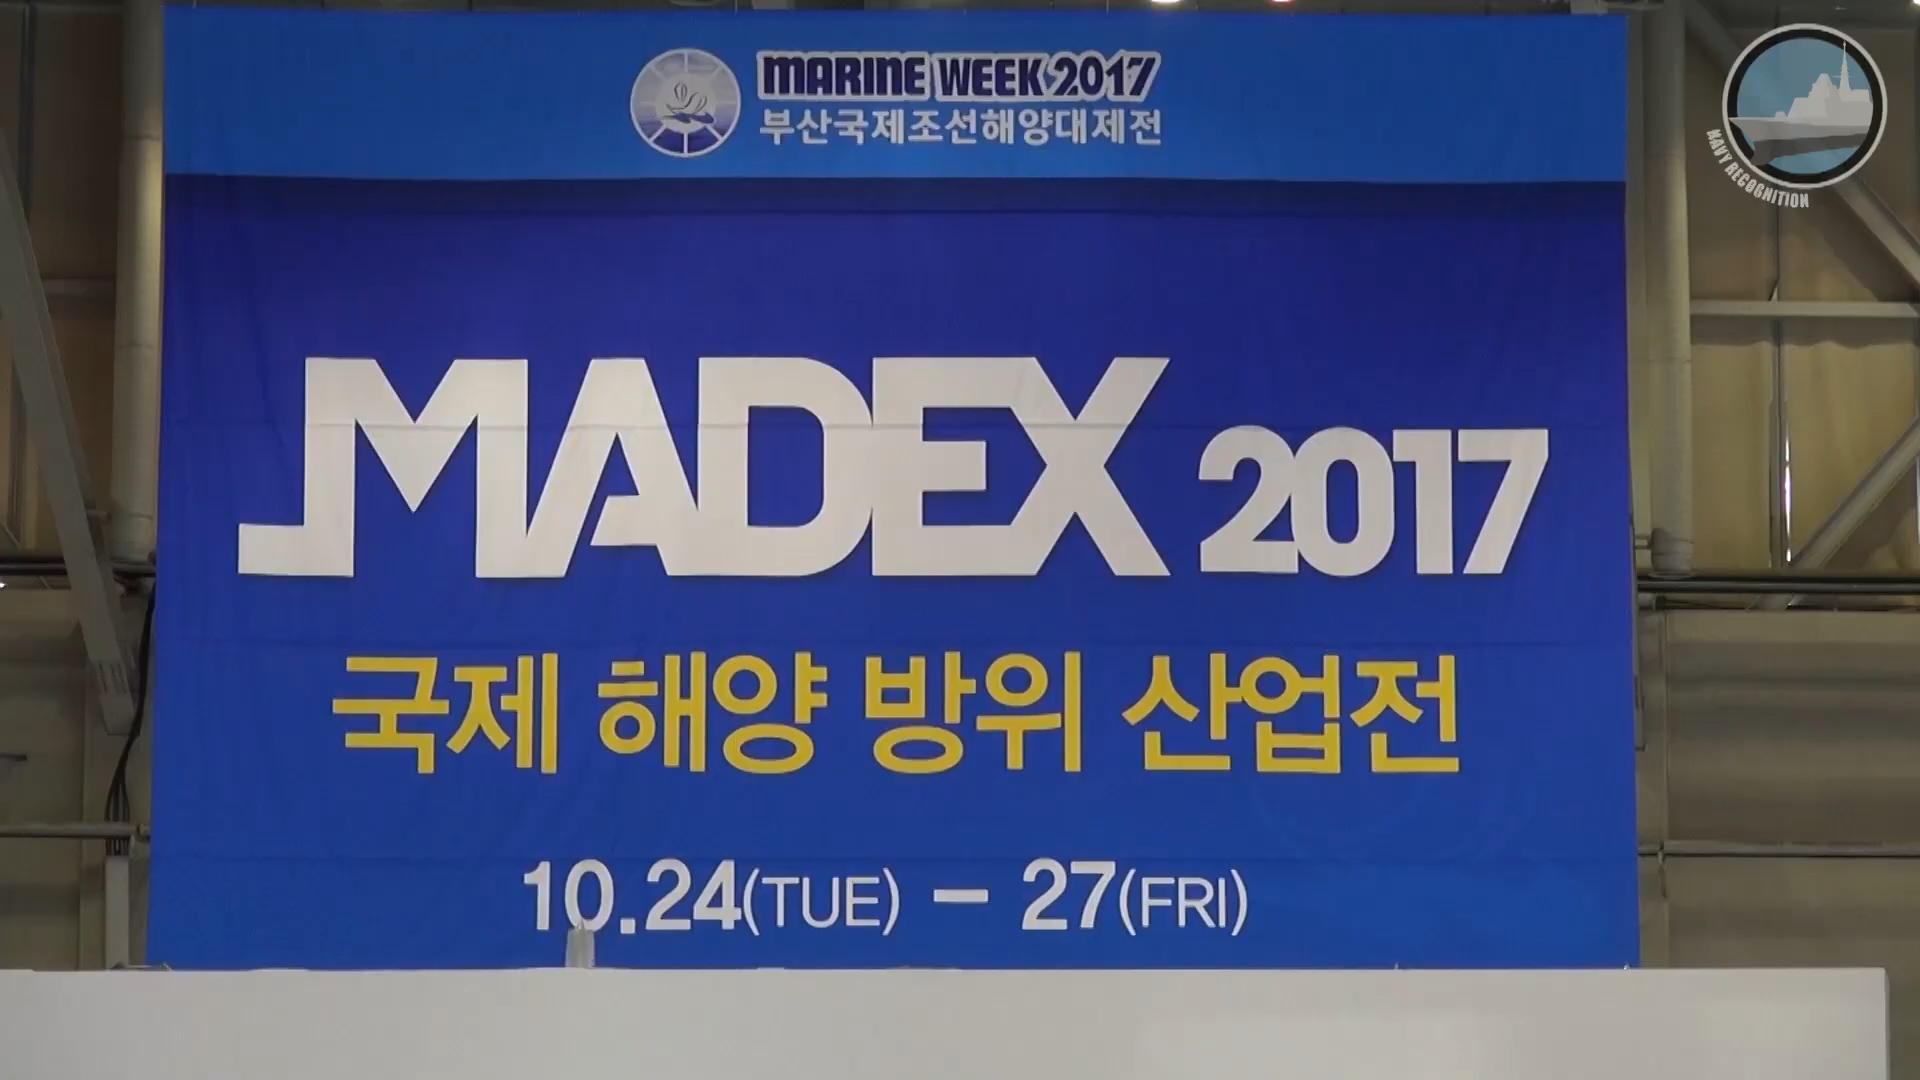 MARINE WEEK 2017
부산국제조선해양대제전
NAVY RECOGNITION
MADEX 2017
국제 해양 방위 산업전
10.24(TUE) - 27(FRI)